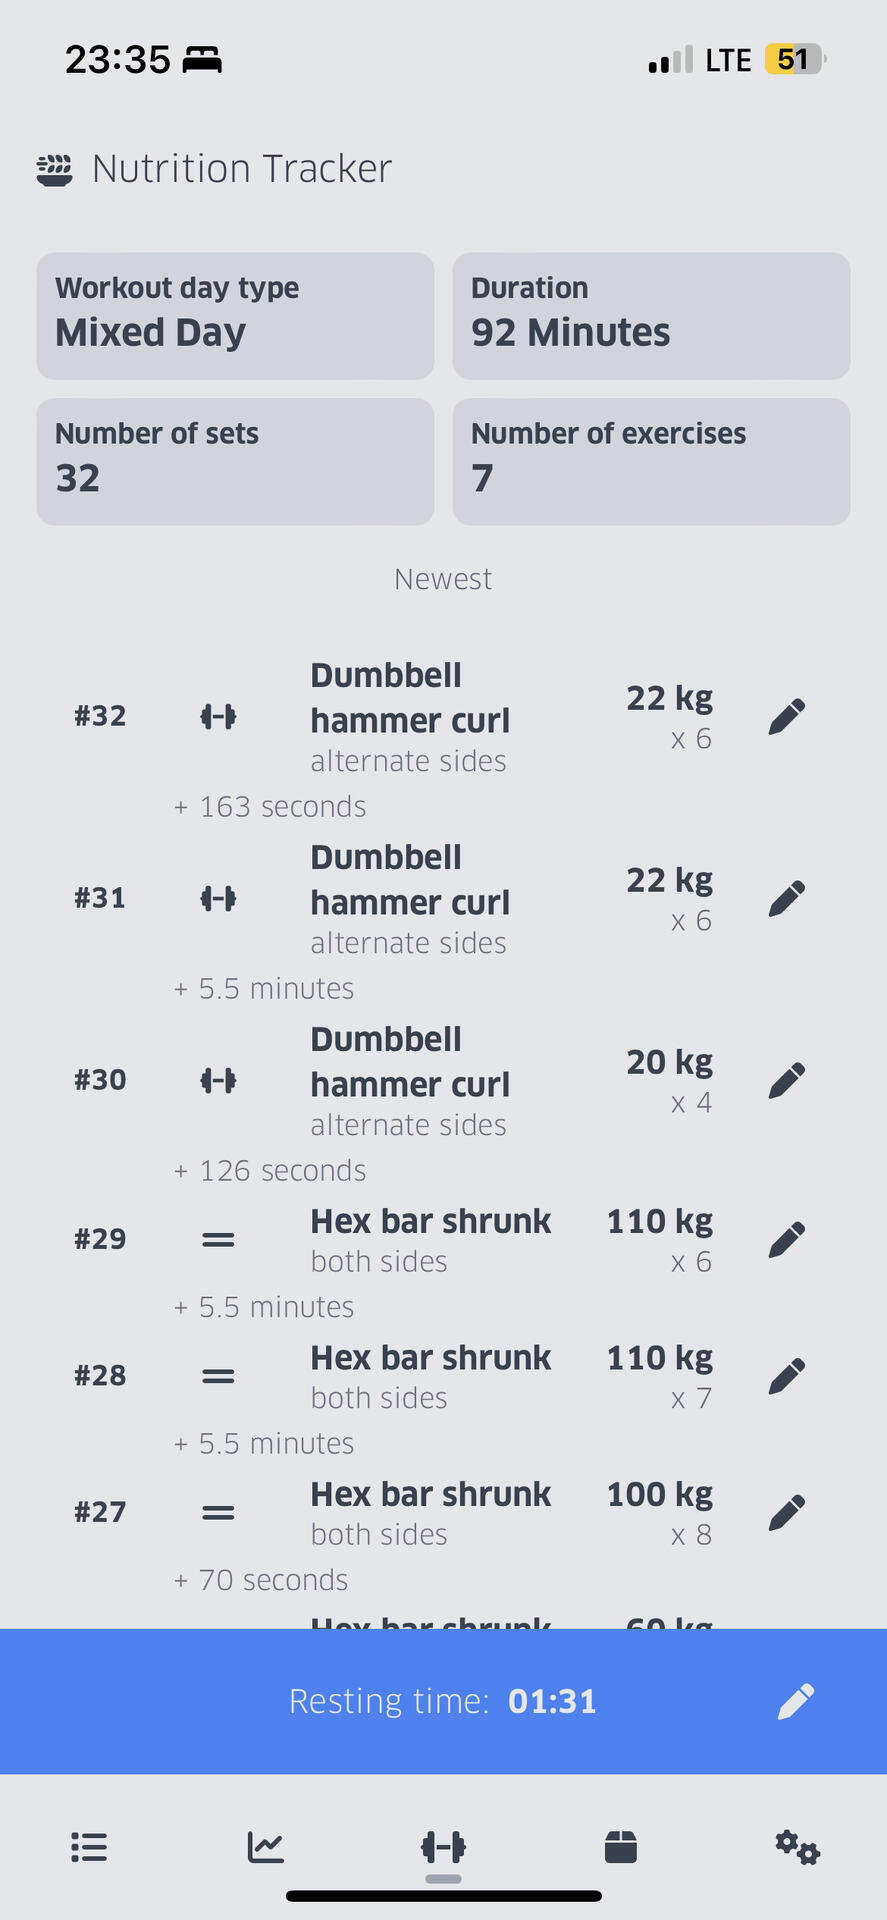 23:35
LTE
51
Nutrition Tracker
Workout day type
Mixed Day
Duration
92 Minutes
Number of sets
32
Number of exercises
7
Newest
#32
Dumbbell
hammer curl
alternate sides
22 kg
x 6
+ 163 seconds
#31
Dumbbell
hammer curl
alternate sides
22 kg
x 6
+ 5.5 minutes
#30
Dumbbell
hammer curl
alternate sides
20 kg
x 4
+ 126 seconds
#29
Hex bar shrunk
both sides
110 kg
x 6
+ 5.5 minutes
#28
Hex bar shrunk
both sides
110 kg
x 7
+ 5.5 minutes
#27
Hex bar shrunk
both sides
100 kg
x 8
+ 70 seconds
Hex bar shrunk
60 kg
Resting time: 01:31